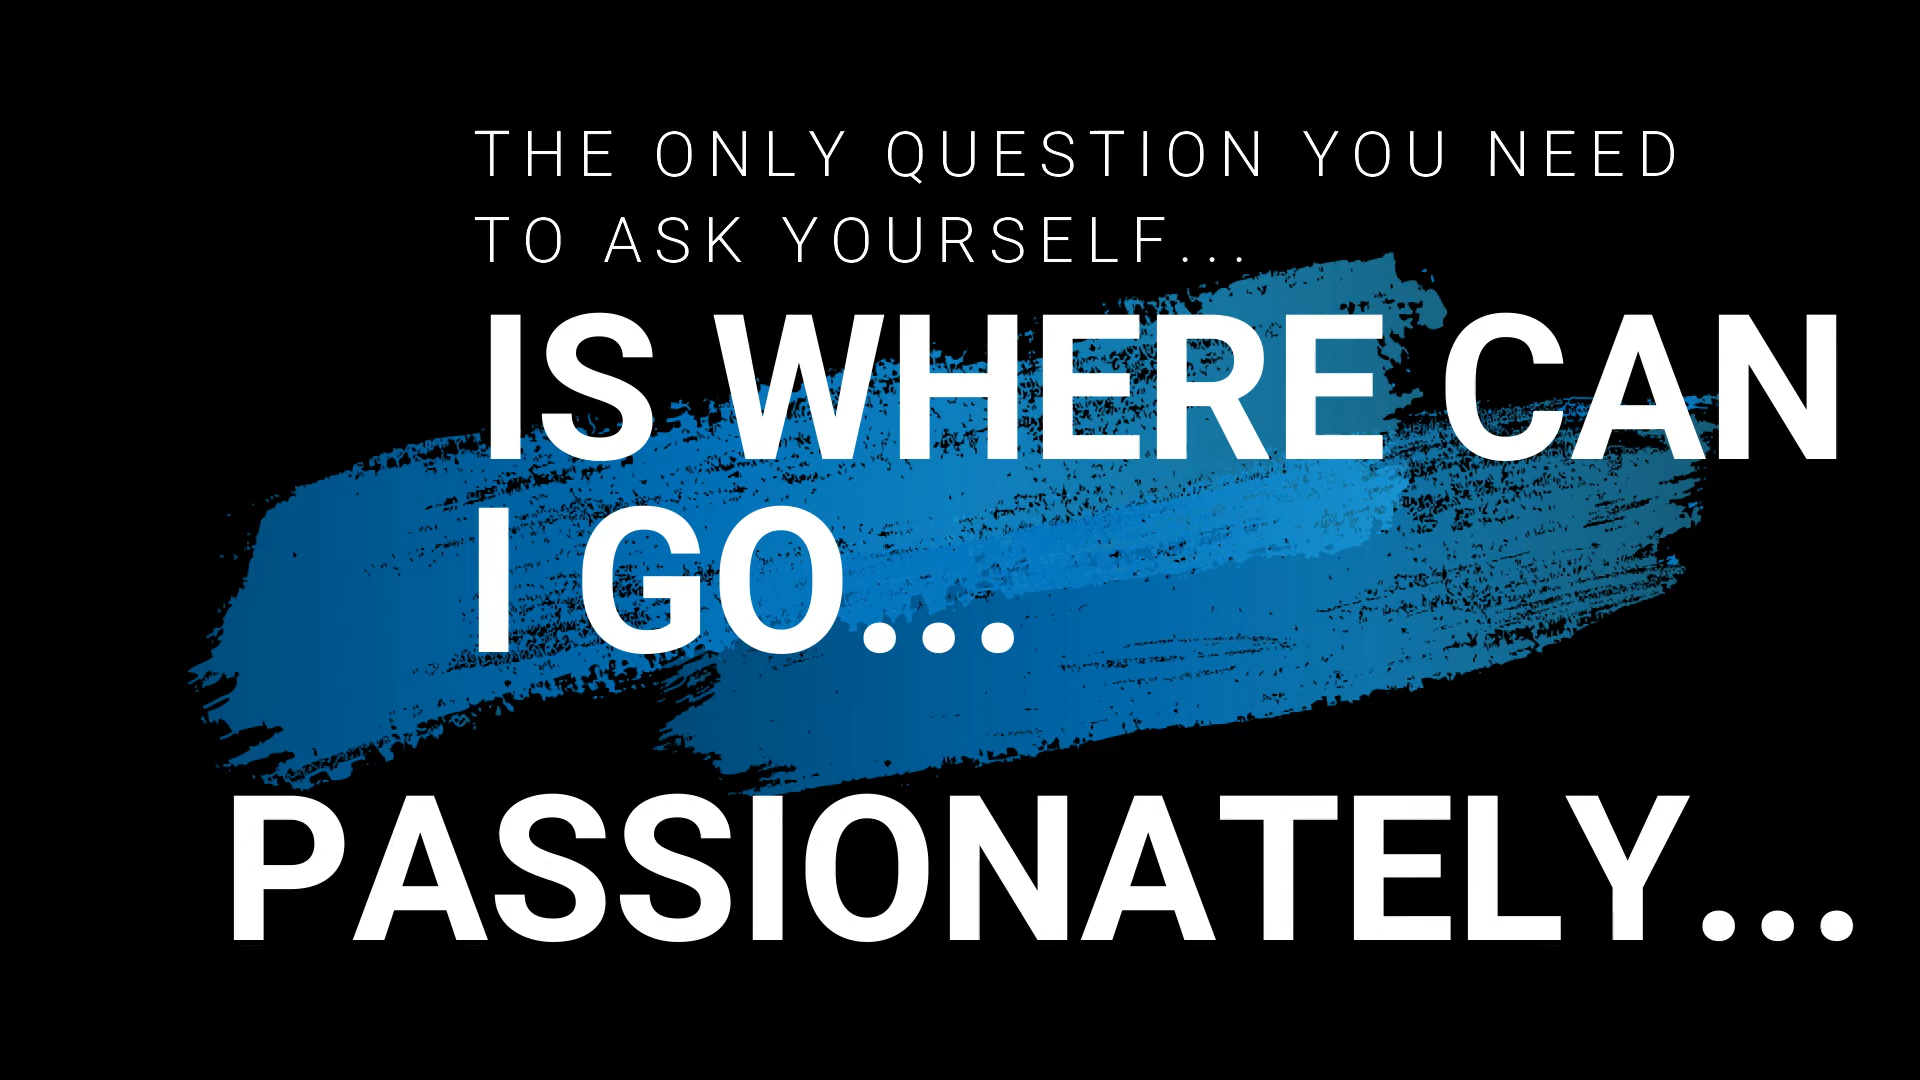 THE ONLY QUESTION YOU NEED
TO ASK YOURSELF...
IS WHERE CAN
I GO...
PASSIONATELY...